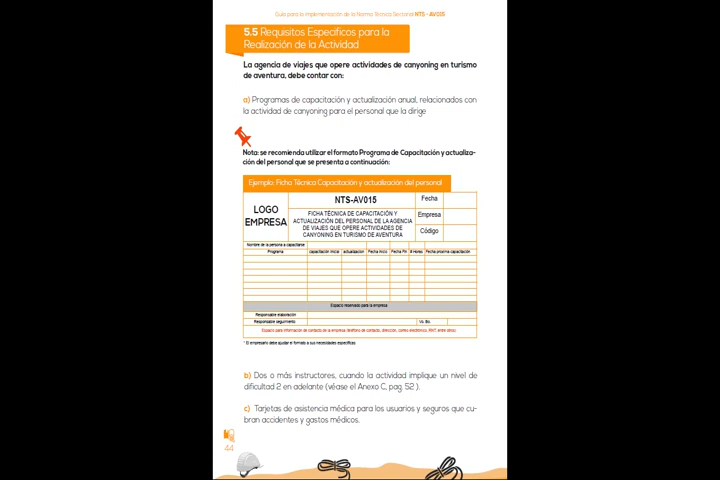 Guía para la implementación de la Norma Técnica Sectorial NTS - AV015
5.5 Requisitos Específicos para la
Realización de la Actividad
La agencia de viajes que opere actividades de canyoning en turismo
de aventura, debe contar con:
a) Programas de capacitación y actualización anual, relacionados con
la actividad de canyoning para el personal que la dirige
Nota: se recomienda utilizar el formato Programa de Capacitación y actualiza-
ción del personal que se presenta a continuación:
Ejemplo: Ficha Técnica Capacitación y actualización del personal
LOGO
EMPRESA
NTS-AV015
FICHA TÉCNICA DE CAPACITACIÓN Y
ACTUALIZACIÓN DEL PERSONAL DE LA AGENCIA
DE VIAJES QUE OPERE ACTIVIDADES DE
CANYONING EN TURISMO DE AVENTURA
Fecha
Empresa
Código
Nombre de la persona a capacitarse
Programa capacitación inicial actualización Fecha Inicio Fecha Fin # Horas Fecha próxima capacitación
Espacio reservado para la empresa
Responsable elaboración
Responsable seguimiento Vo. Bo.
Espacio para información de contacto de la empresa (teléfono de contacto, dirección, correo electrónico, RNT, entre otros).
* El empresario debe ajustar el formato a sus necesidades específicas.
b) Dos o más instructores, cuando la actividad implique un nivel de
dificultad 2 en adelante (véase el Anexo C, pag. 52 ).
c) Tarjetas de asistencia médica para los usuarios y seguros que cu-
bran accidentes y gastos médicos.
44